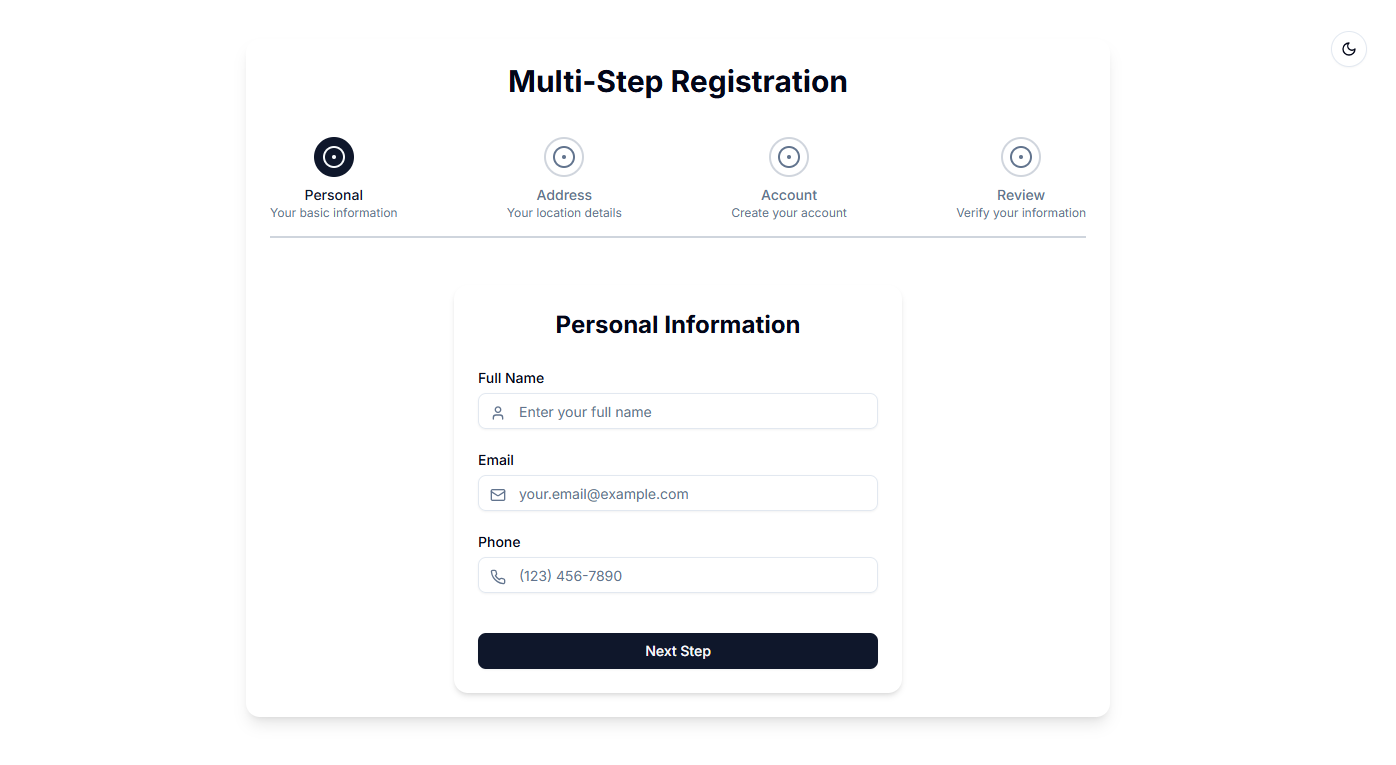 Multi-Step Registration
Personal
Your basic information
Address
Your location details
Account
Create your account
Review
Verify your information
Personal Information
Full Name
Enter your full name
Email
your.email@example.com
Phone
(123) 456-7890
Next Step